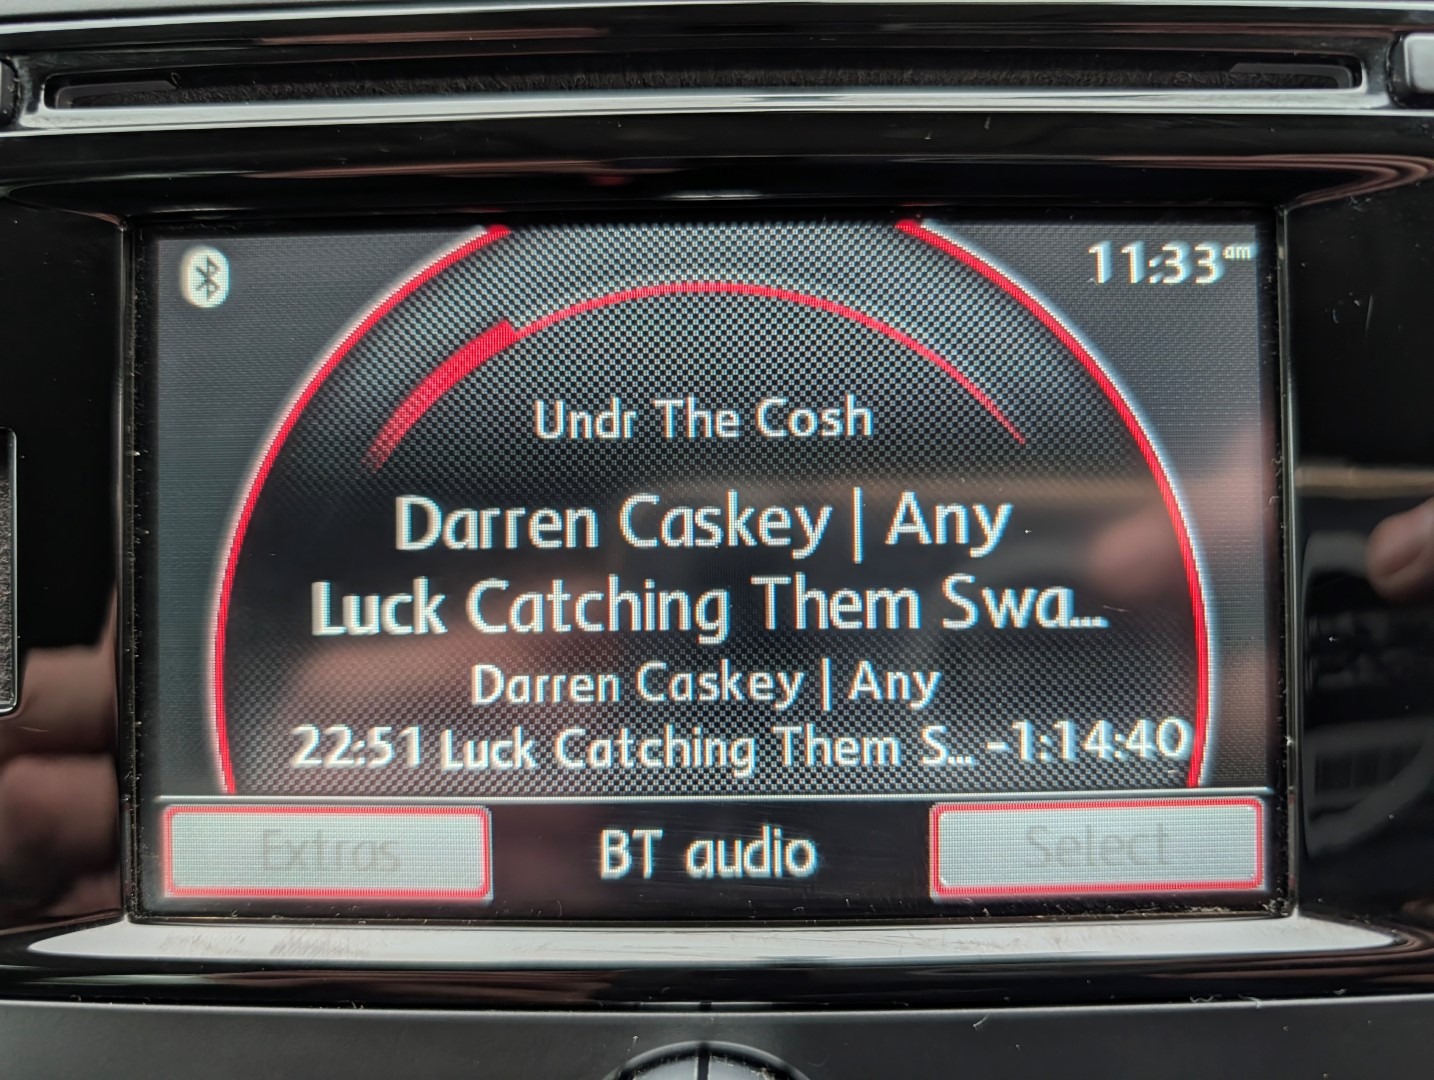 11:33am
Undr The Cosh
Darren Caskey | Any
Luck Catching Them Swa...
Darren Caskey | Any
22:51 Luck Catching Them S... -1:14:40
Extras BT audio Select